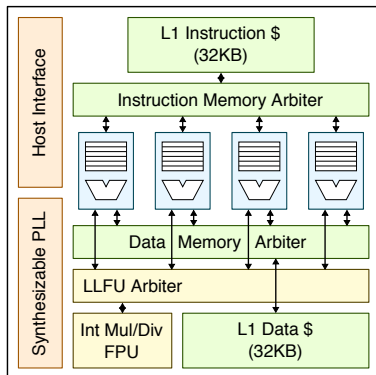 Host Interface
Synthesizable PLL
L1 Instruction $
(32KB)
Instruction Memory Arbiter
Data Memory Arbiter
LLFU Arbiter
Int Mul/Div
FPU
L1 Data $
(32KB)